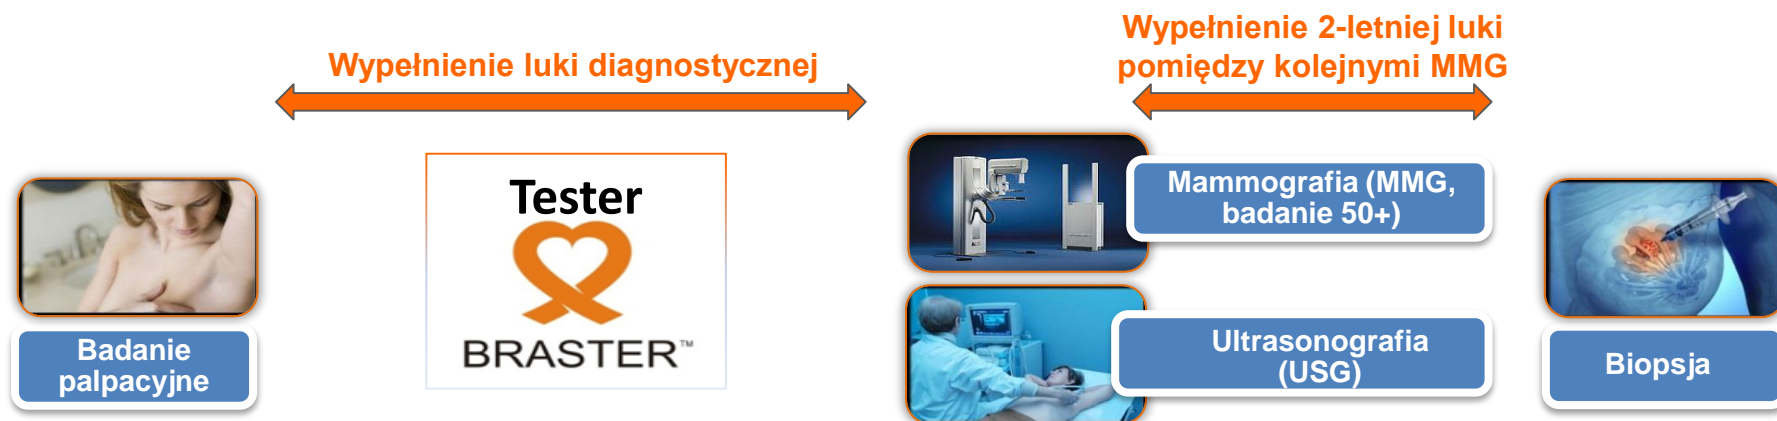 Wypełnienie luki diagnostycznej
Wypełnienie 2-letniej luki
pomiędzy kolejnymi MMG
Badanie
palpacyjne
Tester
BRASTER™
Mammografia (MMG,
badanie 50+)
Ultrasonografia
(USG)
Biopsja